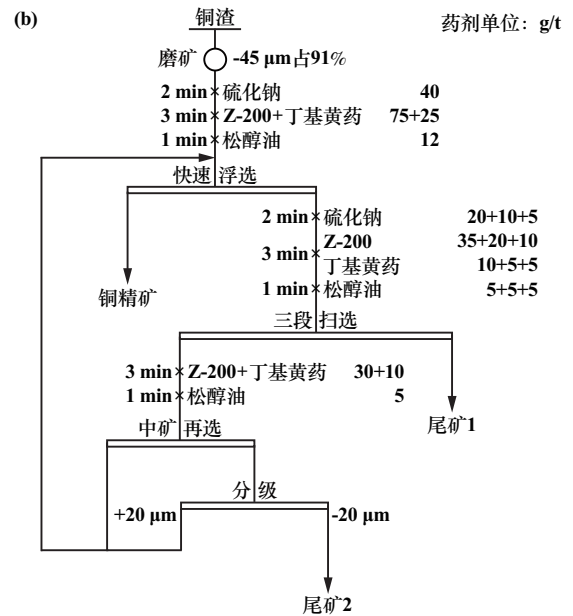 (b)
铜渣
药剂单位：g/t
磨矿
-45 μm占91%
2 min 硫化钠 40
3 min Z-200+丁基黄药 75+25
1 min 松醇油 12
快速 浮选
2 min 硫化钠 20+10+5
Z-200 35+20+10
3 min
丁基黄药 10+5+5
1 min 松醇油 5+5+5
铜精矿
三段 扫选
3 min Z-200+丁基黄药 30+10
1 min 松醇油 5
尾矿1
中矿 再选
分 级
+20 μm
-20 μm
尾矿2